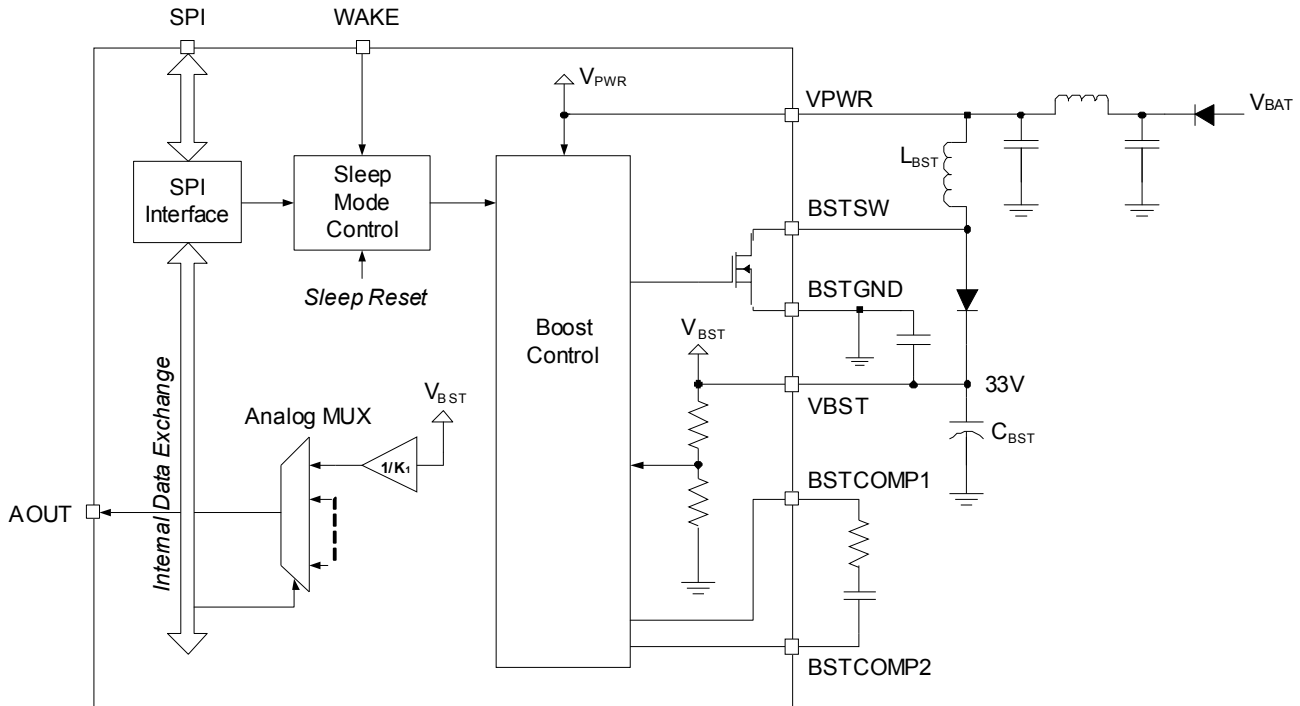 SPI
WAKE
VPWR
VPWR
VBAT
SPI
Interface
Sleep
Mode
Control
LBST
BSTSW
Sleep Reset
BSTGND
Boost
Control
VBST
33V
VBST
CBST
Internal Data Exchange
Analog MUX
VBST
1/K1
BSTCOMP1
AOUT
BSTCOMP2